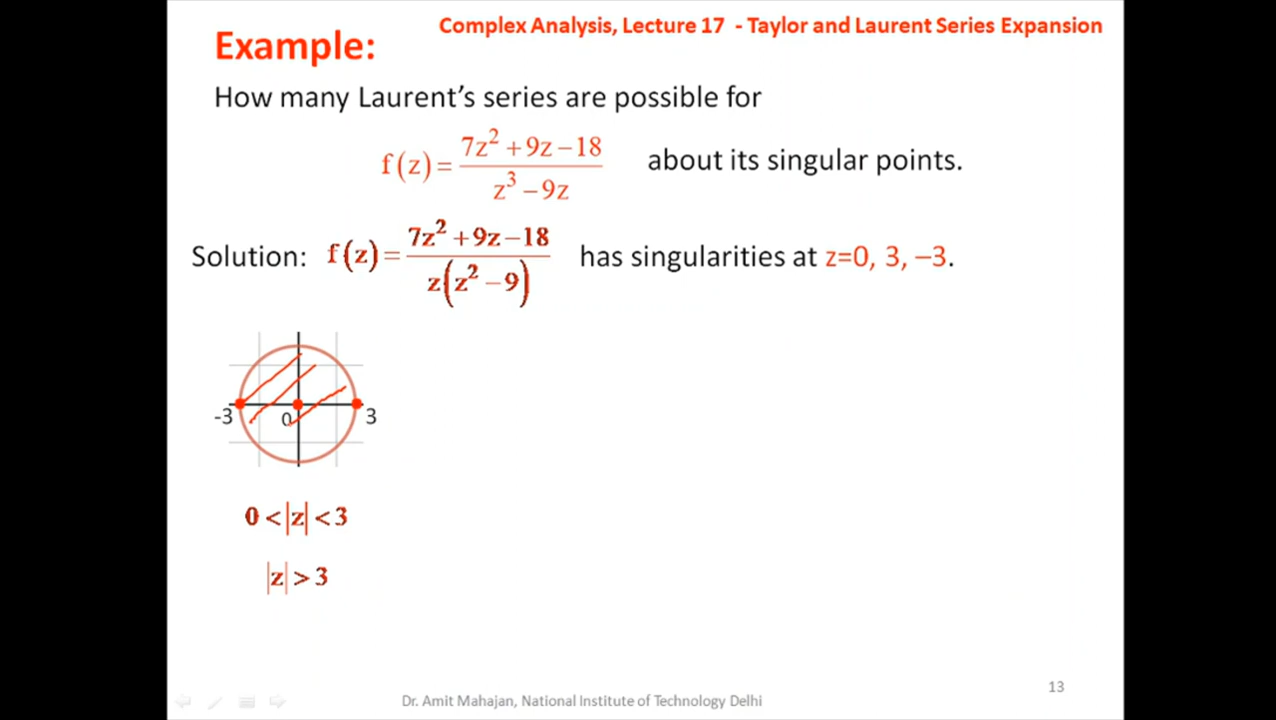 Complex Analysis, Lecture 17 - Taylor and Laurent Series Expansion
Example:
How many Laurent's series are possible for
f(z) = (7z² + 9z − 18) / (z³ − 9z) about its singular points.
Solution: f(z) = (7z² + 9z − 18) / (z(z² − 9)) has singularities at z=0, 3, −3.
-3 0 3
0 < |z| < 3
|z| > 3
13
Dr. Amit Mahajan, National Institute of Technology Delhi